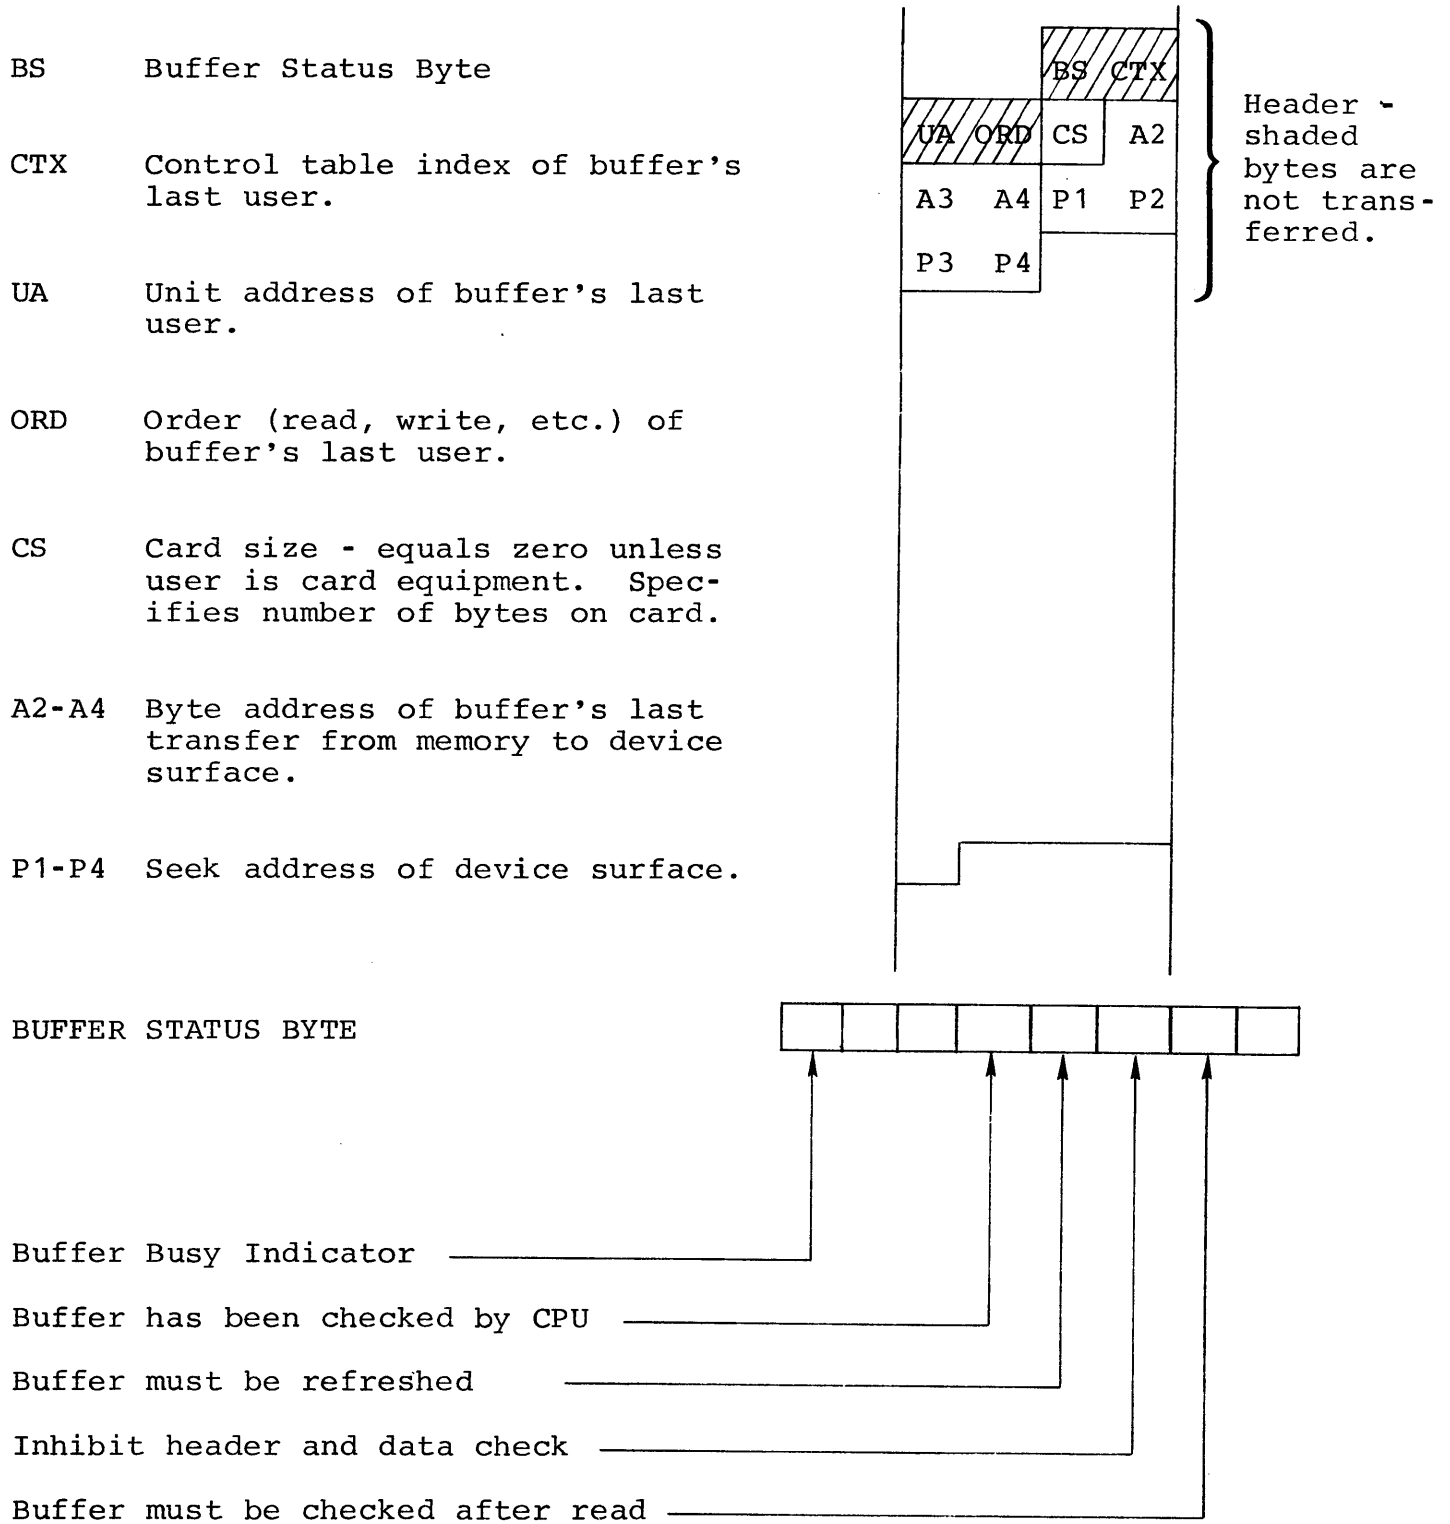 BS Buffer Status Byte
CTX Control table index of buffer's
last user.
UA Unit address of buffer's last
user.
ORD Order (read, write, etc.) of
buffer's last user.
CS Card size - equals zero unless
user is card equipment. Spec-
ifies number of bytes on card.
A2-A4 Byte address of buffer's last
transfer from memory to device
surface.
P1-P4 Seek address of device surface.
BS CTX
UA ORD CS A2
A3 A4 P1 P2
P3 P4
Header -
shaded
bytes are
not trans-
ferred.
BUFFER STATUS BYTE
Buffer Busy Indicator
Buffer has been checked by CPU
Buffer must be refreshed
Inhibit header and data check
Buffer must be checked after read